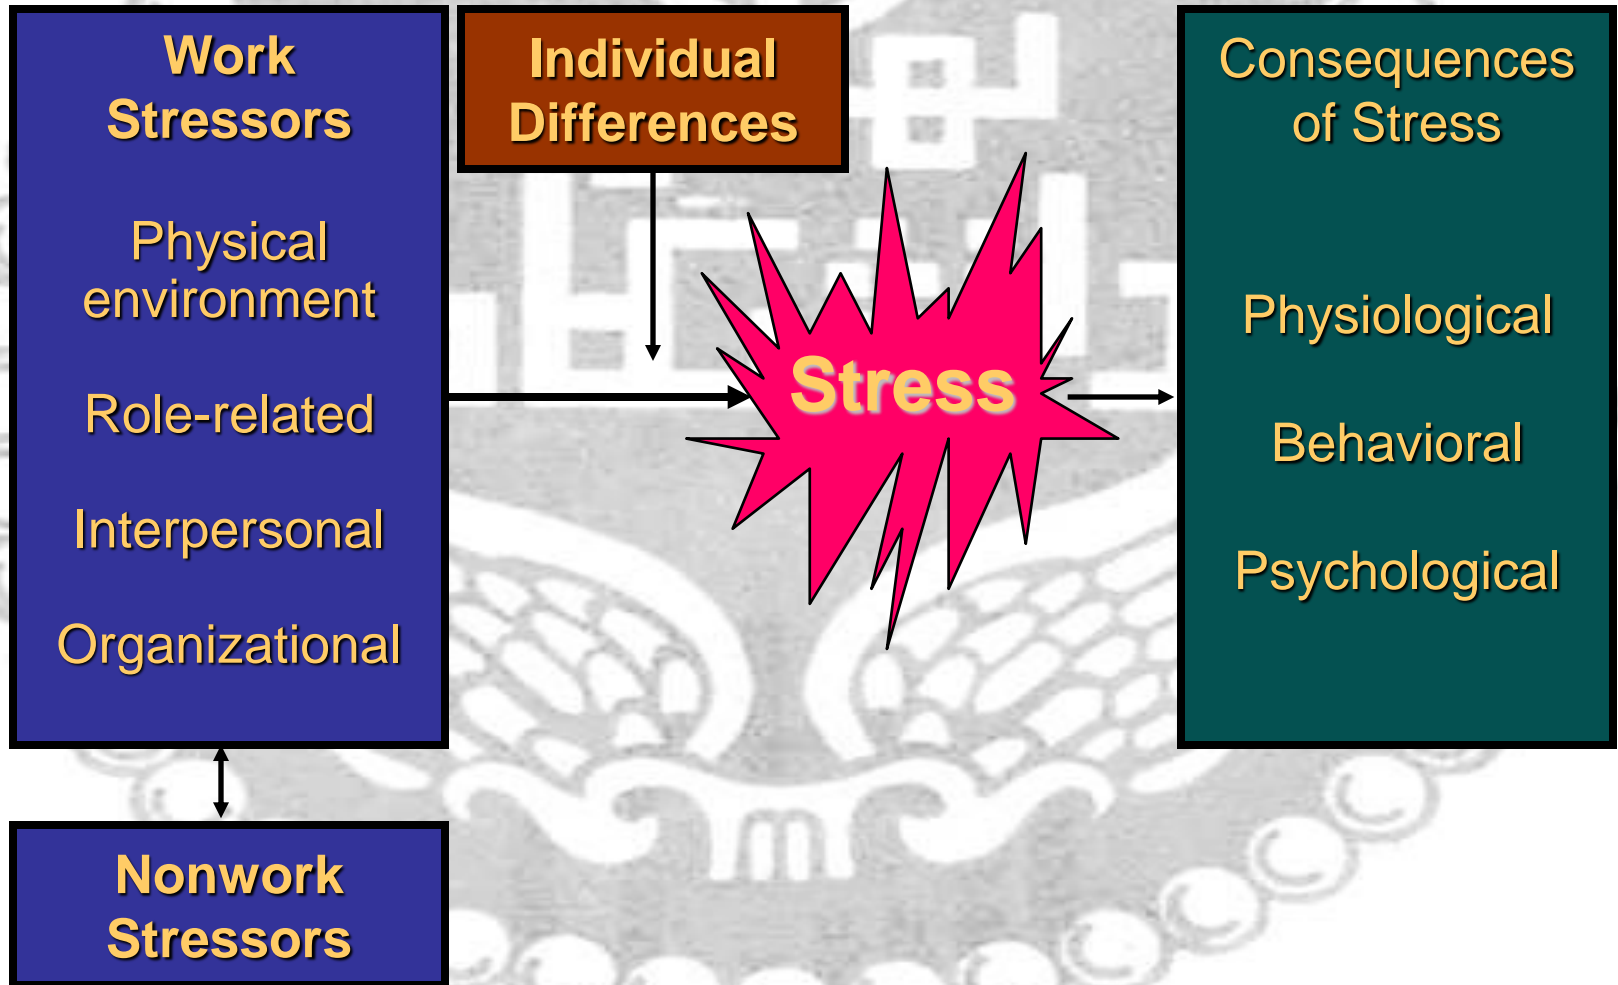 Work
Stressors
Physical
environment
Role-related
Interpersonal
Organizational
Nonwork
Stressors
Individual
Differences
Stress
Consequences
of Stress
Physiological
Behavioral
Psychological